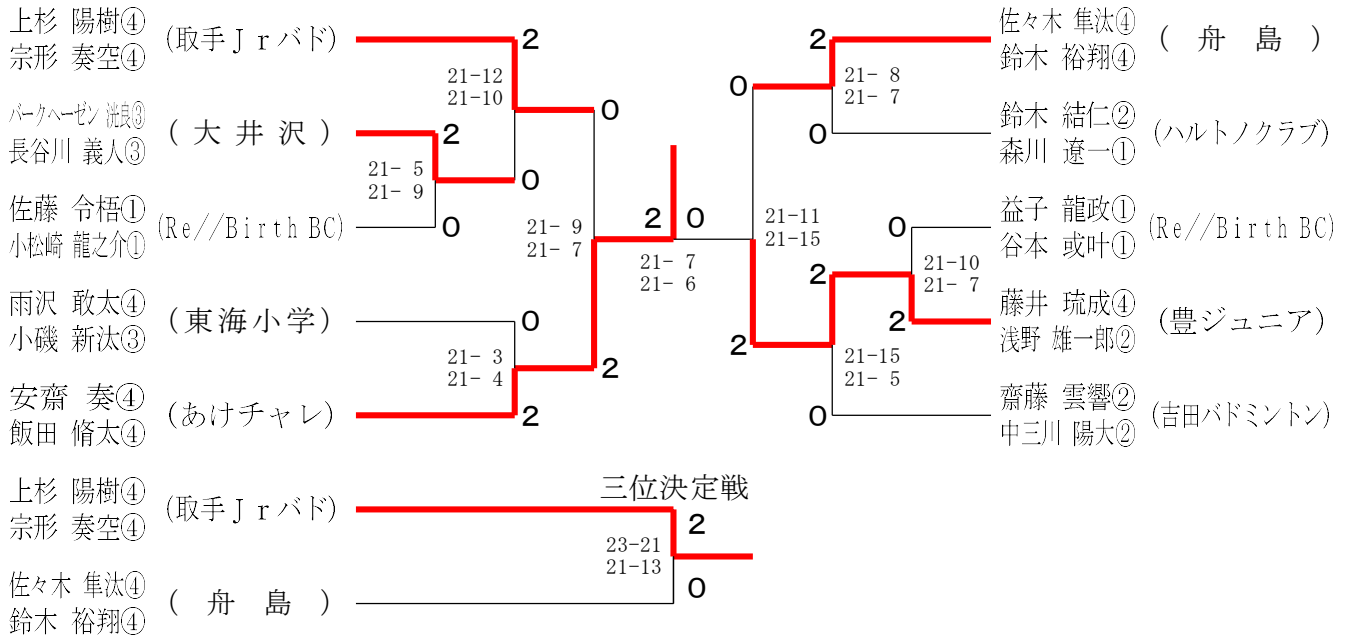 上杉 陽樹④
宗形 奏空④
(取手Ｊｒバド)
2
21-12
21-10
0
バークヘーゼン 洸良③
長谷川 義人③
( 大 井 沢 )
2
21- 5
21- 9
0
佐藤 令梧①
小松崎 龍之介①
(Re//Birth BC)
0
21- 9
21- 7
雨沢 敢太④
小磯 新汰③
(東海小学)
0
21- 3
21- 4
2
安齋 奏④
飯田 脩太④
(あけチャレ)
2
2
0
21- 7
21- 6
佐々木 隼汰④
鈴木 裕翔④
( 舟 島 )
2
0
21- 8
21- 7
鈴木 結仁②
森川 遼一①
(ハルトノクラブ)
0
21-11
21-15
益子 龍政①
谷本 或叶①
(Re//Birth BC)
0
21-10
21- 7
2
藤井 琉成④
浅野 雄一郎②
(豊ジュニア)
2
2
21-15
21- 5
齋藤 雲響②
中三川 陽大②
(吉田バドミントン)
0
三位決定戦
上杉 陽樹④
宗形 奏空④
(取手Ｊｒバド)
2
23-21
21-13
佐々木 隼汰④
鈴木 裕翔④
( 舟 島 )
0